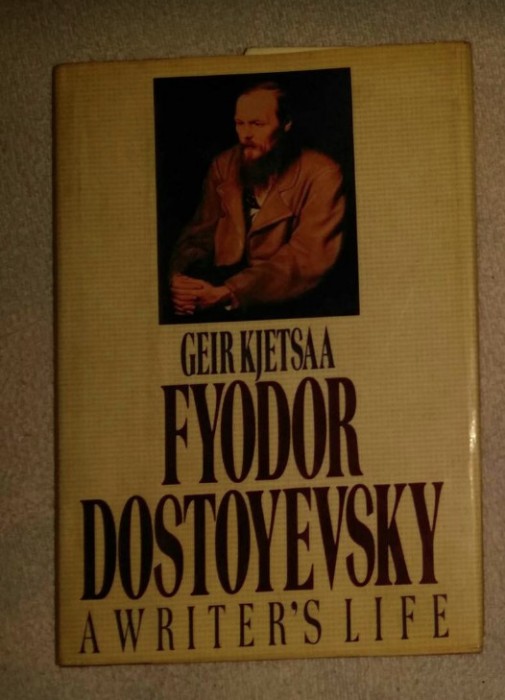 GEIR KJETSAA
FYODOR
DOSTOYEVSKY
A WRITER'S LIFE